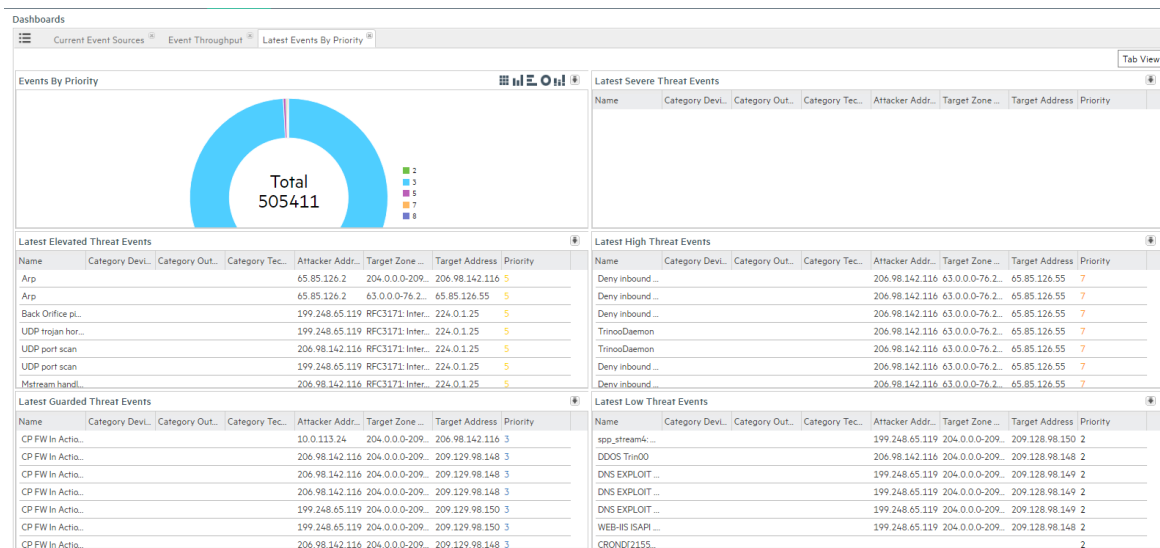 Dashboards
Current Event Sources Event Throughput Latest Events By Priority
Tab View
Events By Priority
Total
505411
2
3
5
7
8
Latest Severe Threat Events
Name Category Devi... Category Out... Category Tec... Attacker Addr... Target Zone ... Target Address Priority
Latest Elevated Threat Events
Name Category Devi... Category Out... Category Tec... Attacker Addr... Target Zone ... Target Address Priority
Arp 65.85.126.2 204.0.0.0-209... 206.98.142.116 5
Arp 65.85.126.2 63.0.0.0-76.2... 65.85.126.55 5
Back Orifice pi... 199.248.65.119 RFC3171: Inter... 224.0.1.25 5
UDP trojan hor... 199.248.65.119 RFC3171: Inter... 224.0.1.25 5
UDP port scan 206.98.142.116 RFC3171: Inter... 224.0.1.25 5
UDP port scan 199.248.65.119 RFC3171: Inter... 224.0.1.25 5
Mstream handl... 206.98.142.116 RFC3171: Inter... 224.0.1.25 5
Latest High Threat Events
Name Category Devi... Category Out... Category Tec... Attacker Addr... Target Zone ... Target Address Priority
Deny inbound ... 206.98.142.116 63.0.0.0-76.2... 65.85.126.55 7
Deny inbound ... 206.98.142.116 63.0.0.0-76.2... 65.85.126.55 7
Deny inbound ... 206.98.142.116 63.0.0.0-76.2... 65.85.126.55 7
TrinooDaemon 206.98.142.116 63.0.0.0-76.2... 65.85.126.55 7
TrinooDaemon 206.98.142.116 63.0.0.0-76.2... 65.85.126.55 7
Deny inbound ... 206.98.142.116 63.0.0.0-76.2... 65.85.126.55 7
Deny inbound ... 206.98.142.116 63.0.0.0-76.2... 65.85.126.55 7
Latest Guarded Threat Events
Name Category Devi... Category Out... Category Tec... Attacker Addr... Target Zone ... Target Address Priority
CP FW In Actio... 10.0.113.24 204.0.0.0-209... 206.98.142.116 3
CP FW In Actio... 206.98.142.116 204.0.0.0-209... 209.129.98.148 3
CP FW In Actio... 206.98.142.116 204.0.0.0-209... 209.129.98.148 3
CP FW In Actio... 206.98.142.116 204.0.0.0-209... 209.129.98.148 3
CP FW In Actio... 199.248.65.119 204.0.0.0-209... 209.129.98.150 3
CP FW In Actio... 199.248.65.119 204.0.0.0-209... 209.129.98.150 3
CP FW In Actio... 206.98.142.116 204.0.0.0-209... 209.129.98.148 3
Latest Low Threat Events
Name Category Devi... Category Out... Category Tec... Attacker Addr... Target Zone ... Target Address Priority
spp_stream4: ... 199.248.65.119 204.0.0.0-209... 209.128.98.150 2
DDOS Trin00 206.98.142.116 204.0.0.0-209... 209.128.98.148 2
DNS EXPLOIT ... 199.248.65.119 204.0.0.0-209... 209.128.98.149 2
DNS EXPLOIT ... 199.248.65.119 204.0.0.0-209... 209.128.98.149 2
DNS EXPLOIT ... 199.248.65.119 204.0.0.0-209... 209.128.98.149 2
WEB-IIS ISAPI ... 199.248.65.119 204.0.0.0-209... 209.128.98.148 2
CROND[2155... 2